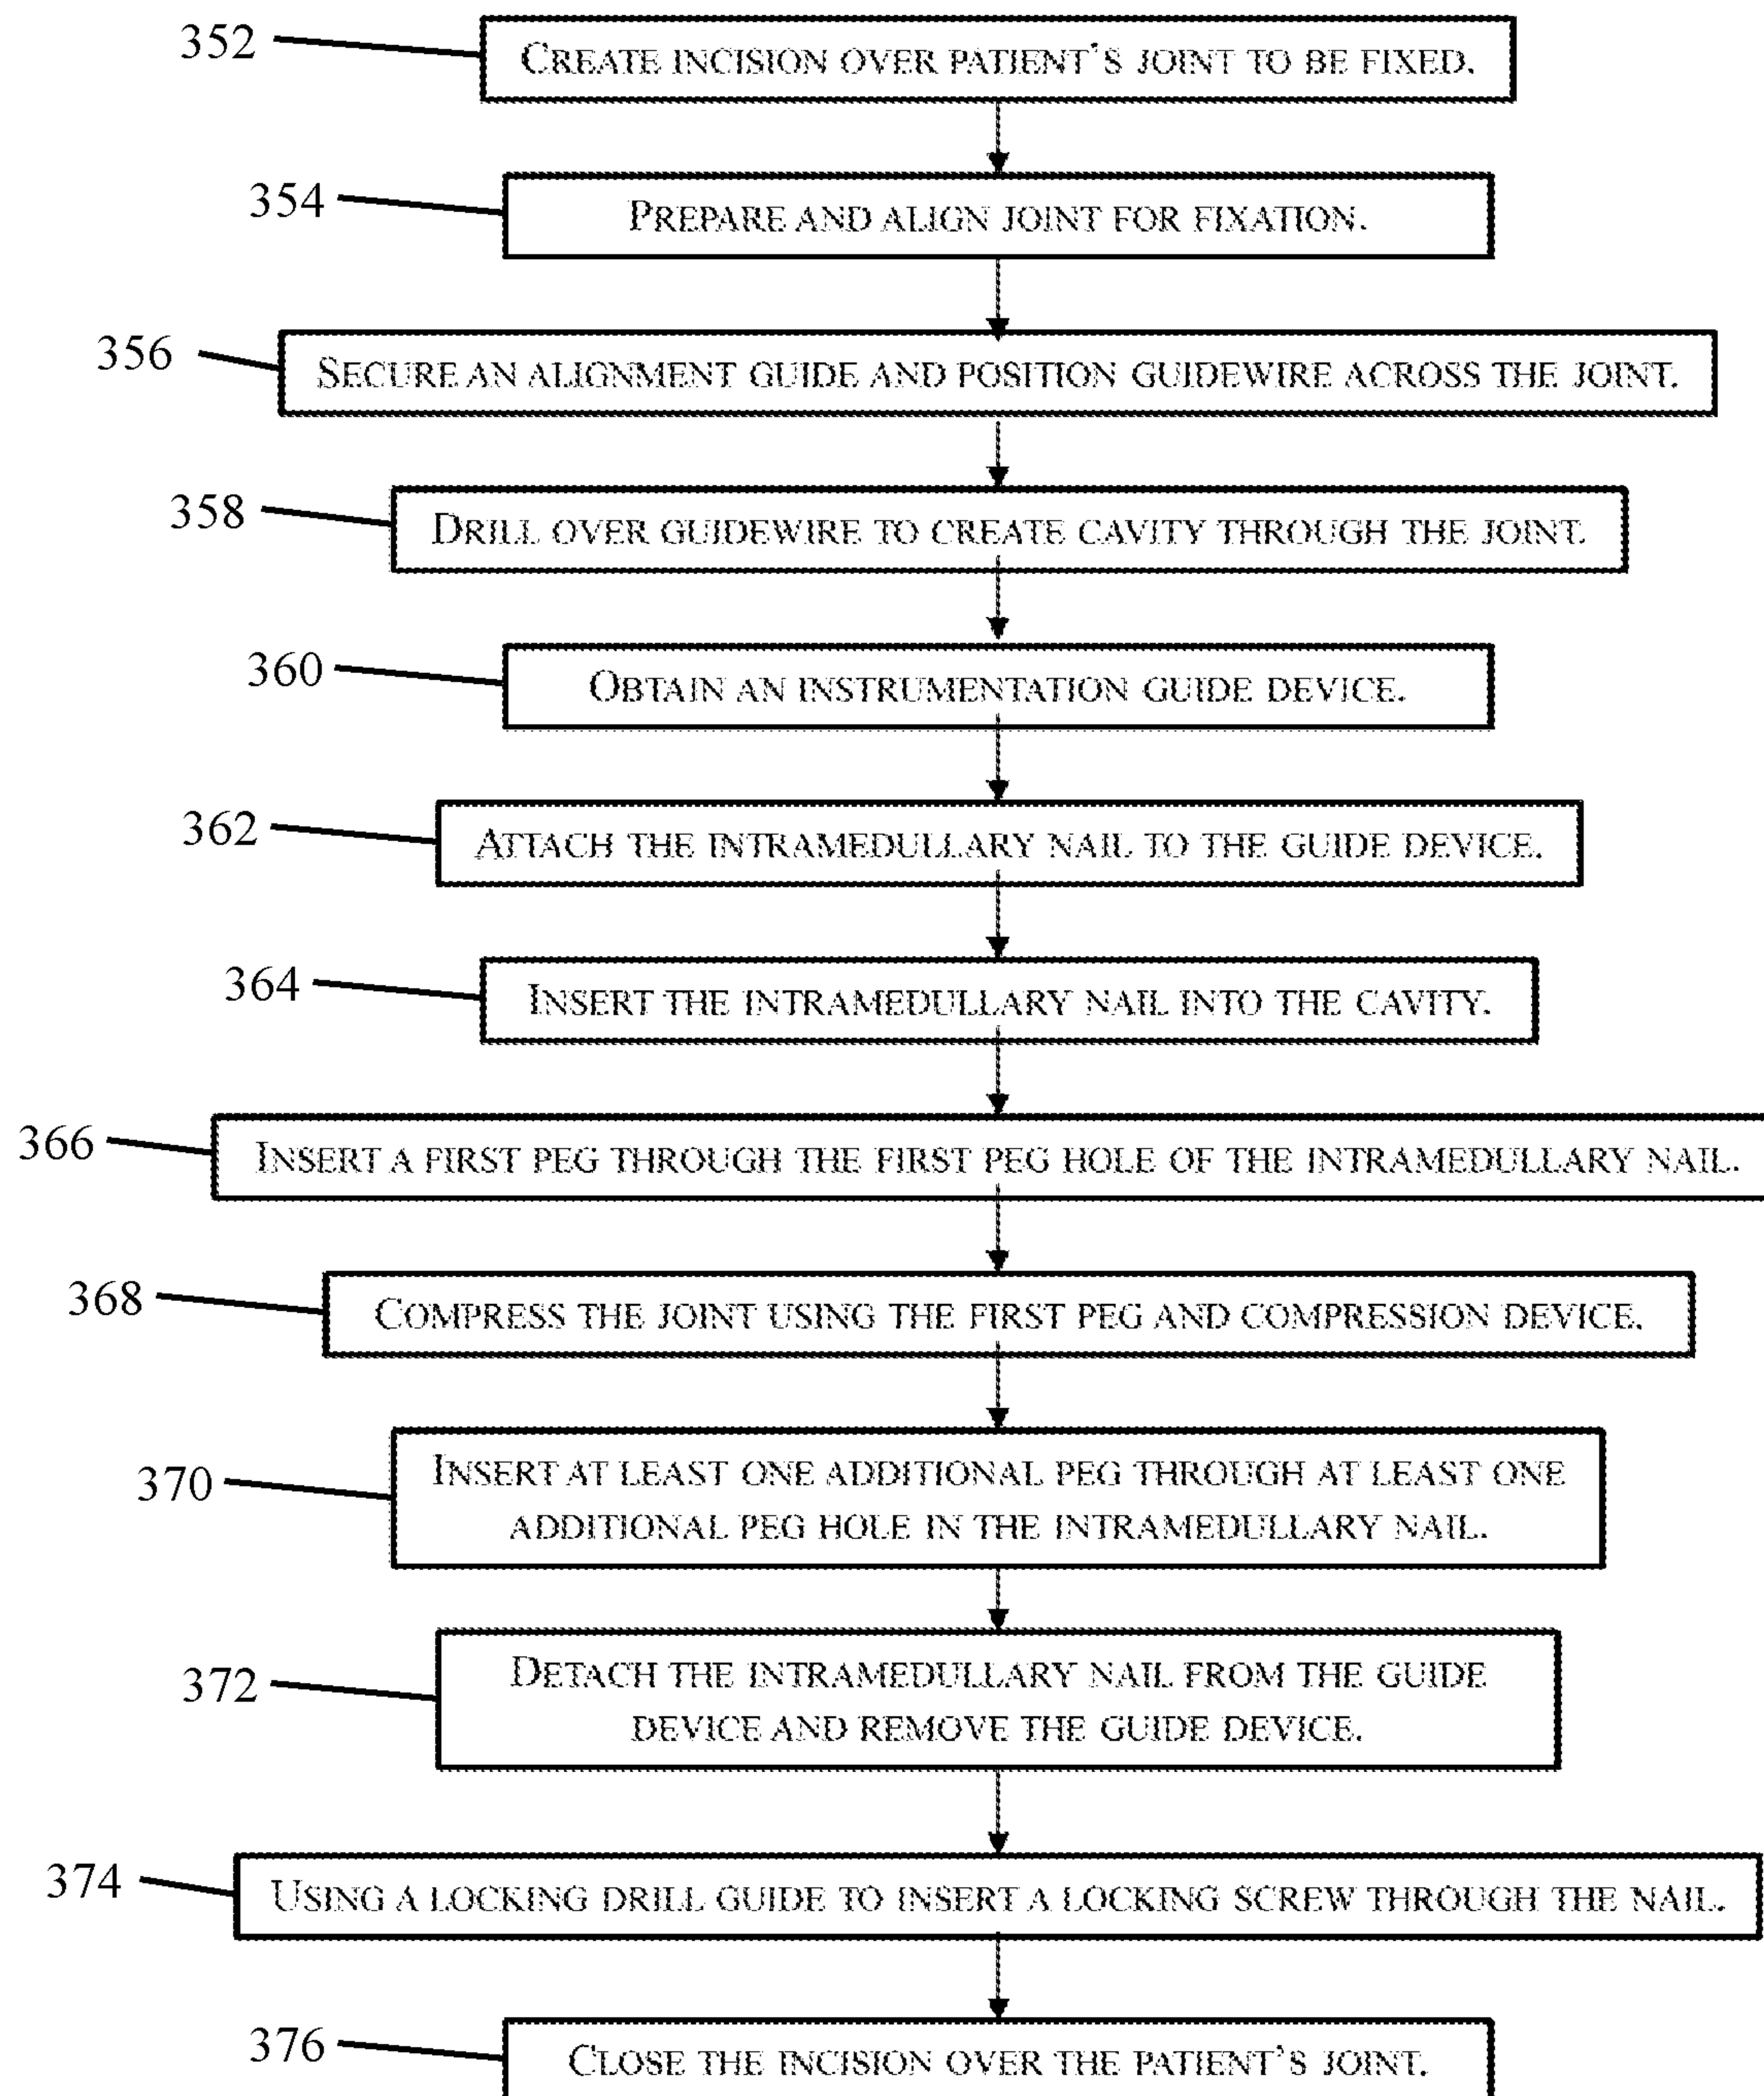 352
CREATE INCISION OVER PATIENT'S JOINT TO BE FIXED.
354
PREPARE AND ALIGN JOINT FOR FIXATION.
356
SECURE AN ALIGNMENT GUIDE AND POSITION GUIDEWIRE ACROSS THE JOINT.
358
DRILL OVER GUIDEWIRE TO CREATE CAVITY THROUGH THE JOINT.
360
OBTAIN AN INSTRUMENTATION GUIDE DEVICE.
362
ATTACH THE INTRAMEDULLARY NAIL TO THE GUIDE DEVICE.
364
INSERT THE INTRAMEDULLARY NAIL INTO THE CAVITY.
366
INSERT A FIRST PEG THROUGH THE FIRST PEG HOLE OF THE INTRAMEDULLARY NAIL.
368
COMPRESS THE JOINT USING THE FIRST PEG AND COMPRESSION DEVICE.
370
INSERT AT LEAST ONE ADDITIONAL PEG THROUGH AT LEAST ONE
ADDITIONAL PEG HOLE IN THE INTRAMEDULLARY NAIL.
372
DETACH THE INTRAMEDULLARY NAIL FROM THE GUIDE
DEVICE AND REMOVE THE GUIDE DEVICE.
374
USING A LOCKING DRILL GUIDE TO INSERT A LOCKING SCREW THROUGH THE NAIL.
376
CLOSE THE INCISION OVER THE PATIENT'S JOINT.